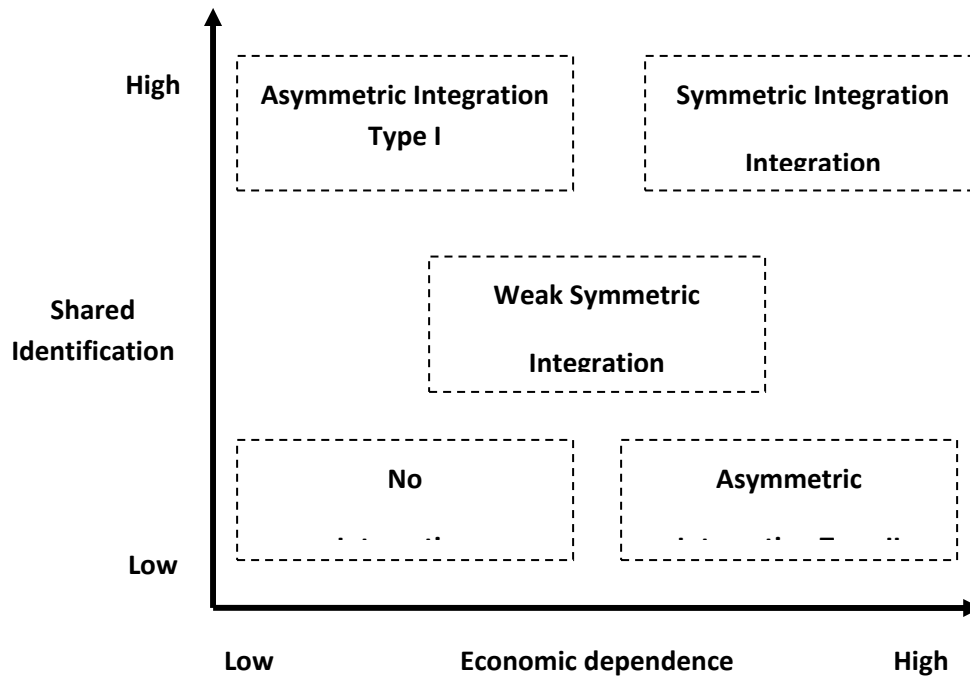 High
Asymmetric Integration
Type I
Symmetric Integration
Integration
Shared
Identification
Weak Symmetric
Integration
No
Asymmetric
Low
Low
Economic dependence
High